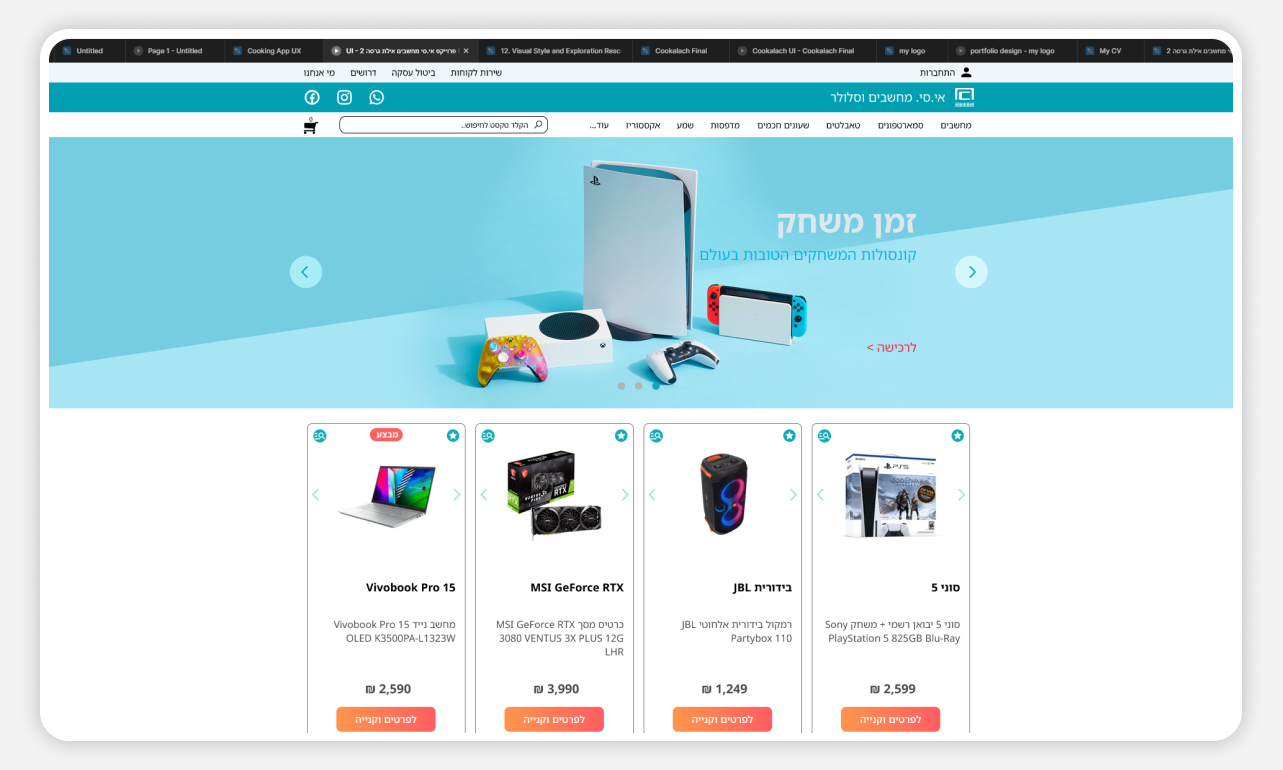 Untitled
Page 1 - Untitled
Cooking App UX
פרוייקט אי.סי מחשבים אילת גרסה 2 - UI
12. Visual Style and Exploration Reac
Cookalach Final
Cookalach UI - Cookalach Final
my logo
portfolio design - my logo
My CV
מחשבים אילת גרסה 2
התחברות
שירות לקוחות
ביטול עסקה
דרושים
מי אנחנו
אי.סי. מחשבים וסלולר
מחשבים
סמארטפונים
טאבלטים
שעונים חכמים
מדפסות
שמע
אקססוריז
עוד...
הקלד טקסט לחיפוש..
0
זמן משחק
קונסולות המשחקים הטובות בעולם
לרכישה >
סוני 5
סוני 5 יבואן רשמי + משחק Sony
PlayStation 5 825GB Blu-Ray
2,599 ₪
לפרטים וקנייה
בידורית JBL
רמקול בידורית אלחוטי JBL
Partybox 110
1,249 ₪
לפרטים וקנייה
MSI GeForce RTX
כרטיס מסך MSI GeForce RTX
3080 VENTUS 3X PLUS 12G
LHR
3,990 ₪
לפרטים וקנייה
מבצע
Vivobook Pro 15
מחשב נייד Vivobook Pro 15
OLED K3500PA-L1323W
2,590 ₪
לפרטים וקנייה